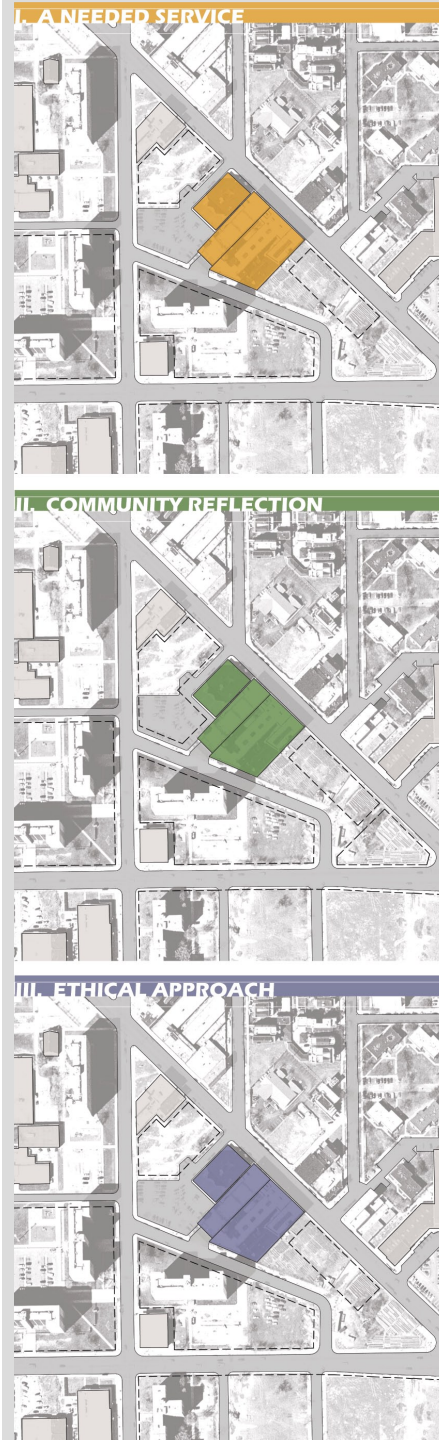 I. A NEEDED SERVICE
II. COMMUNITY REFLECTION
III. ETHICAL APPROACH